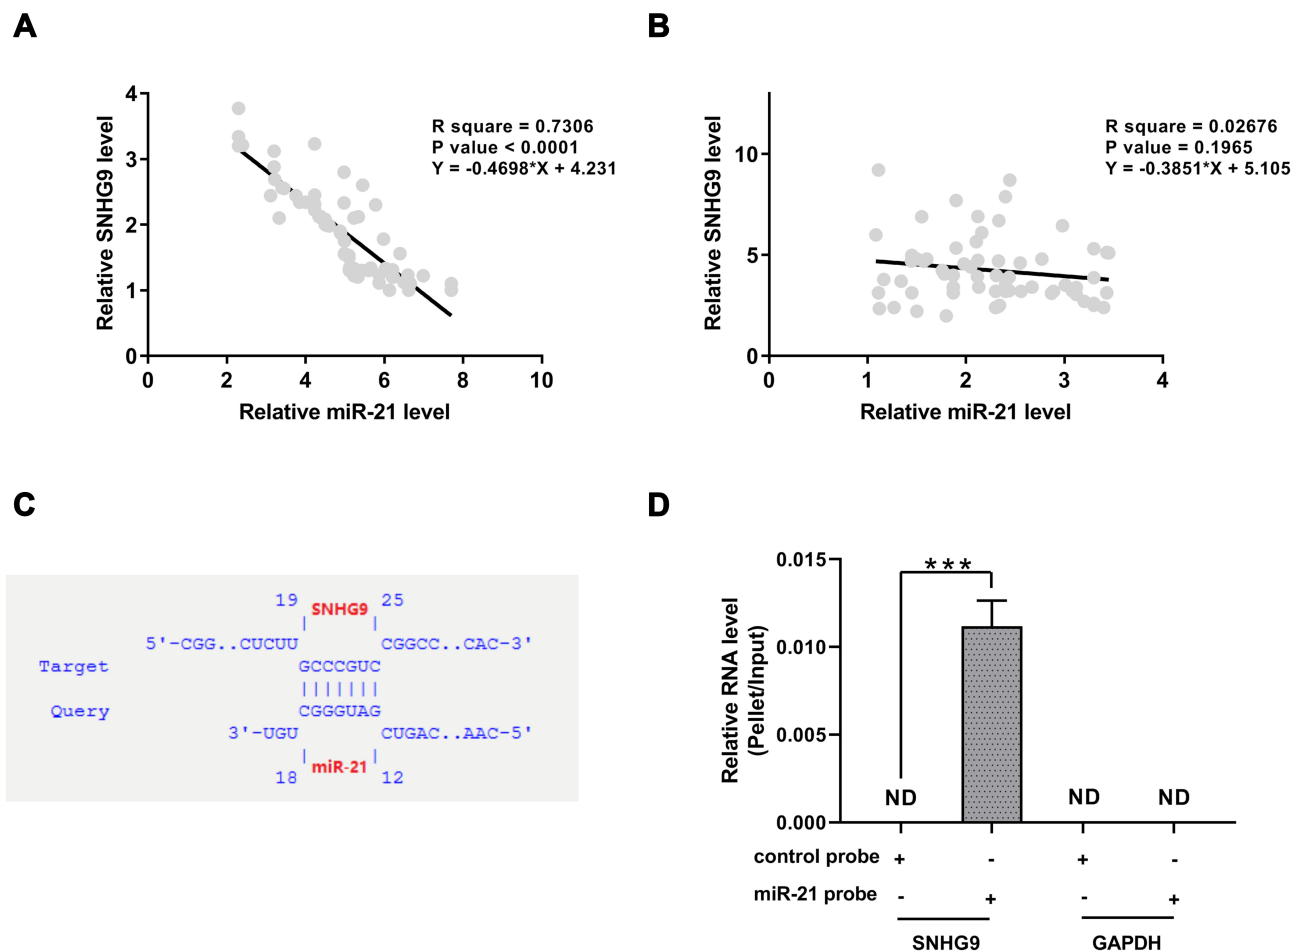 A
R square = 0.7306
P value < 0.0001
Y = -0.4698*X + 4.231
Relative SNHG9 level
4
3
2
1
0
0 2 4 6 8 10
Relative miR-21 level
B
R square = 0.02676
P value = 0.1965
Y = -0.3851*X + 5.105
Relative SNHG9 level
10
5
0
0 1 2 3 4
Relative miR-21 level
C
19 SNHG9 25
| |
5'-CGG..CUCUU CGGCC..CAC-3'
Target GCCCGUC
|||||||
Query CGGGUAG
3'-UGU CUGAC..AAC-5'
| |
18 miR-21 12
D
Relative RNA level
(Pellet/Input)
0.015
0.010
0.005
0.000
***
ND ND ND
control probe + - + -
miR-21 probe - + - +
SNHG9 GAPDH